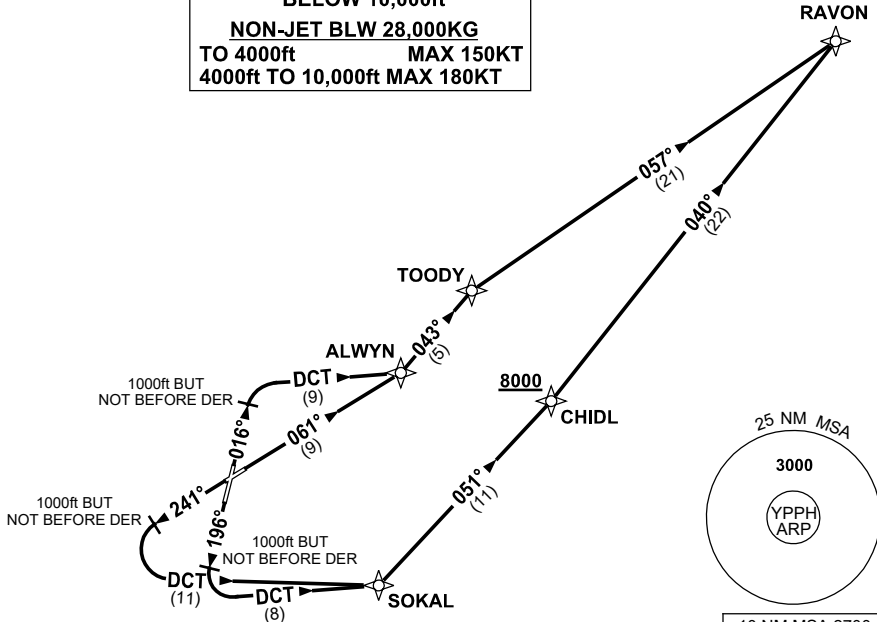 BELOW 10,000ft
NON-JET BLW 28,000KG
TO 4000ft MAX 150KT
4000ft TO 10,000ft MAX 180KT
RAVON
057°
(21)
040°
(22)
TOODY
043°
(5)
ALWYN
1000ft BUT
NOT BEFORE DER
DCT
(9)
8000
CHIDL
061°
(9)
016°
25 NM MSA
3000
YPPH
ARP
241°
051°
(11)
1000ft BUT
NOT BEFORE DER
196°
1000ft BUT
NOT BEFORE DER
DCT
(11)
DCT
(8)
SOKAL